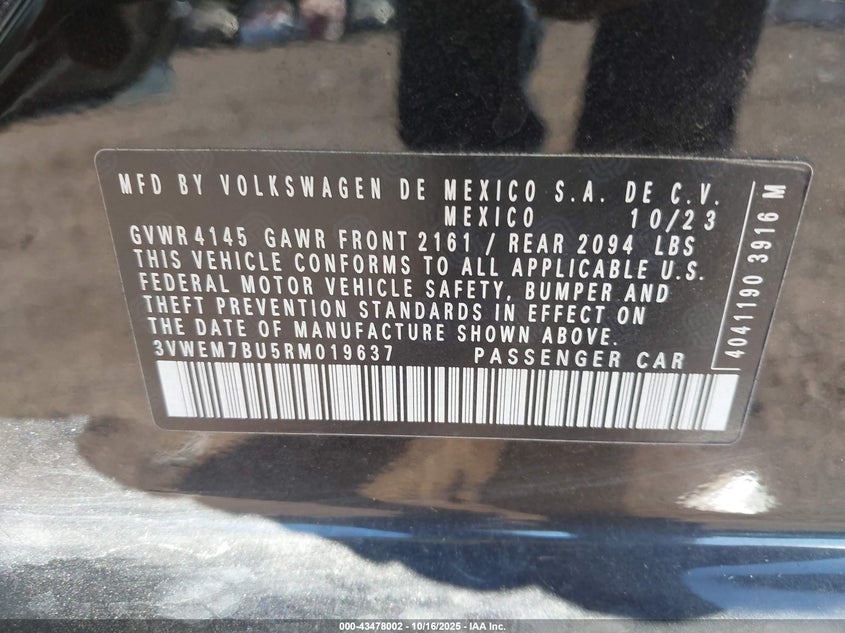 MFD BY VOLKSWAGEN DE MEXICO S.A. DE C.V.
MEXICO 10/23
GVWR 4145 GAWR FRONT 2161 / REAR 2094 LBS
THIS VEHICLE CONFORMS TO ALL APPLICABLE U.S.
FEDERAL MOTOR VEHICLE SAFETY, BUMPER AND
THEFT PREVENTION STANDARDS IN EFFECT ON
THE DATE OF MANUFACTURE SHOWN ABOVE.
3VWEM7BU5RM019637 PASSENGER CAR
4041190 3916 M
000-43478002 - 10/16/2025 - IAA Inc.